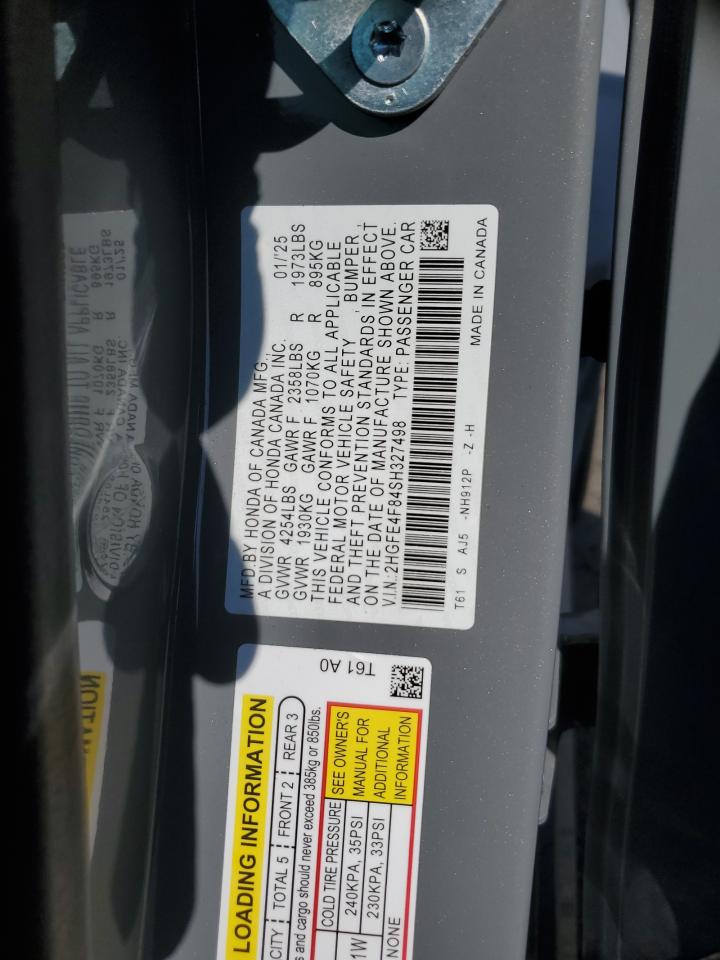 MFD.BY HONDA OF CANADA MFG.,
A DIVISION OF HONDA CANADA INC. 01/'25
GVWR 4254LBS GAWR F 2358LBS R 1973LBS
GVWR 1930KG GAWR F 1070KG R 895KG
THIS VEHICLE CONFORMS TO ALL APPLICABLE
FEDERAL MOTOR VEHICLE SAFETY , BUMPER,
AND THEFT PREVENTION STANDARDS IN EFFECT
ON THE DATE OF MANUFACTURE SHOWN ABOVE.
V.I.N.:2HGFE4F84SH327498 TYPE: PASSENGER CAR
T61 S AJ5 -NH912P -Z -H
MADE IN CANADA
T61 A0
LOADING INFORMATION
CITY TOTAL 5 FRONT 2 REAR 3
s and cargo should never exceed 385kg or 850lbs.
COLD TIRE PRESSURE SEE OWNER'S
240KPA, 35PSI MANUAL FOR
1W 230KPA, 33PSI ADDITIONAL
NONE INFORMATION